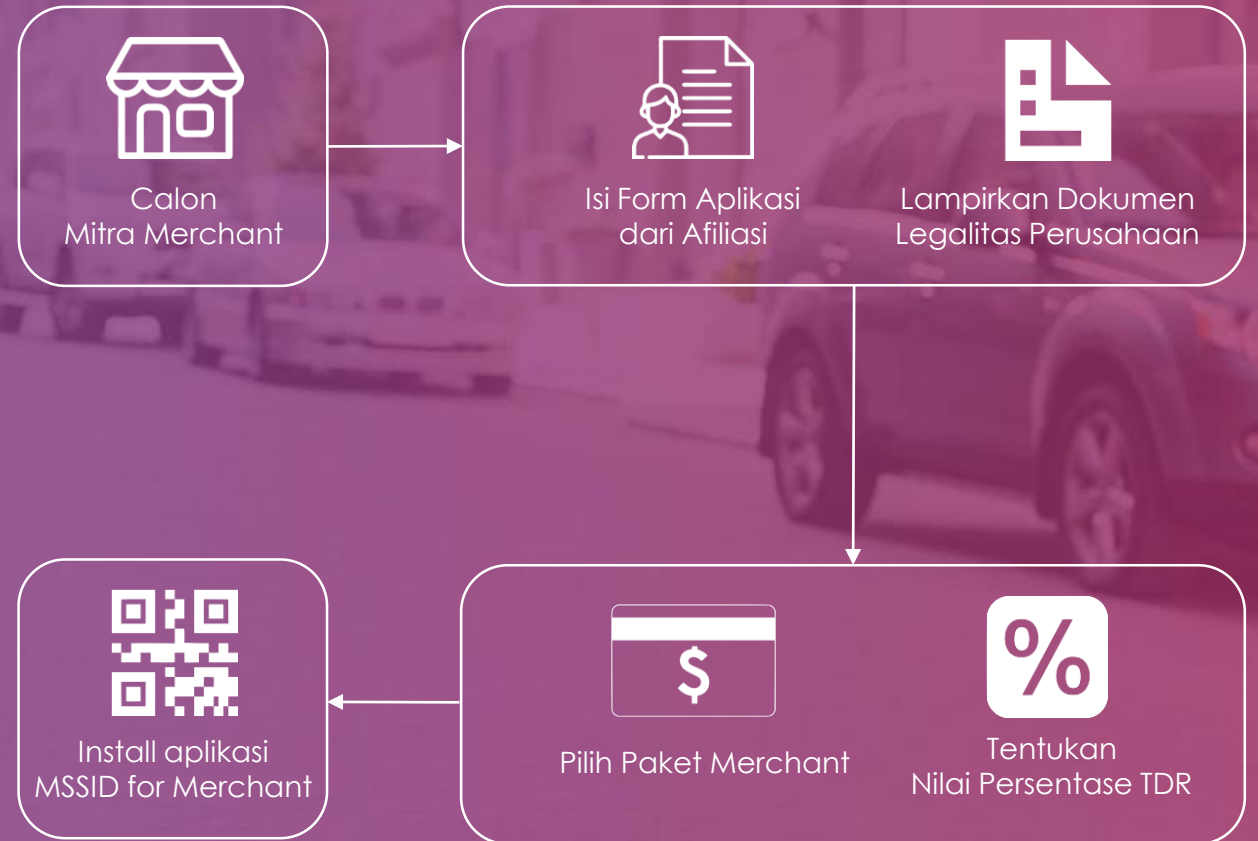 Calon
Mitra Merchant
Isi Form Aplikasi
dari Afiliasi
Lampirkan Dokumen
Legalitas Perusahaan
$
Pilih Paket Merchant
%
Tentukan
Nilai Persentase TDR
Install aplikasi
MSSID for Merchant